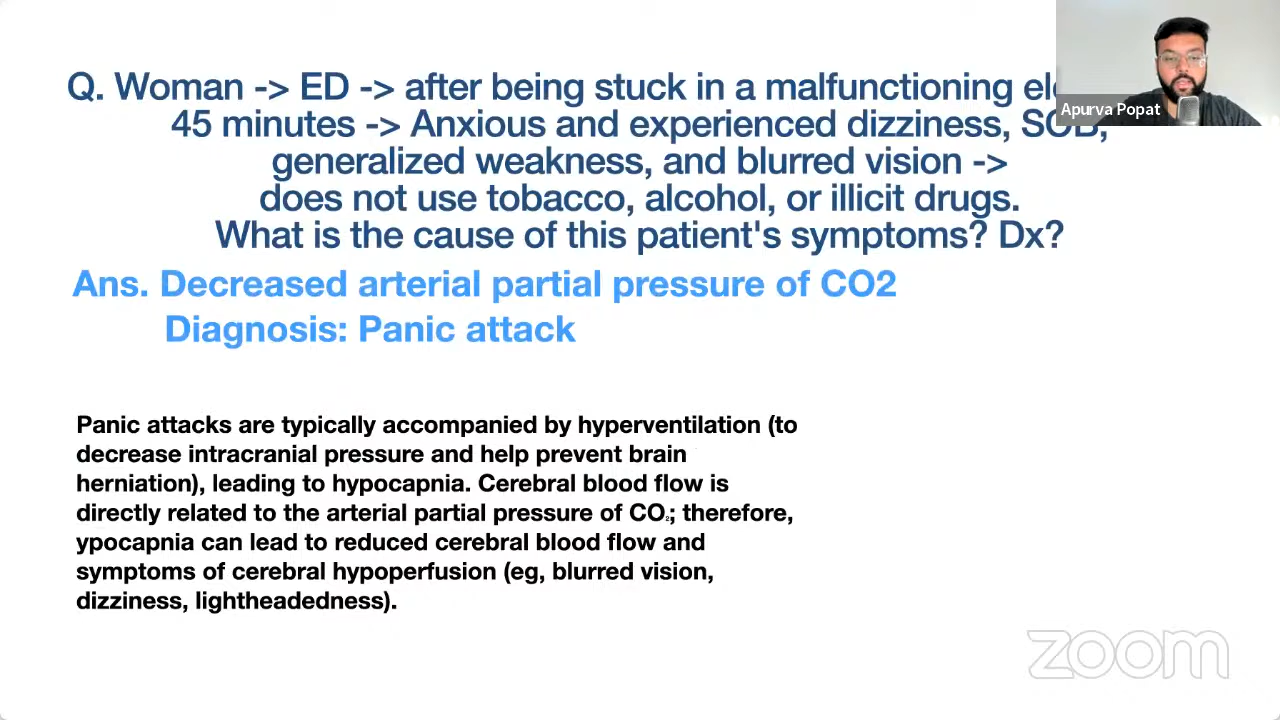 Q. Woman -> ED -> after being stuck in a malfunctioning
45 minutes -> Anxious and experienced dizziness, SOB,
generalized weakness, and blurred vision ->
does not use tobacco, alcohol, or illicit drugs.
What is the cause of this patient's symptoms? Dx?
Ans. Decreased arterial partial pressure of CO2
Diagnosis: Panic attack
Panic attacks are typically accompanied by hyperventilation (to
decrease intracranial pressure and help prevent brain
herniation), leading to hypocapnia. Cerebral blood flow is
directly related to the arterial partial pressure of CO₂; therefore,
ypocapnia can lead to reduced cerebral blood flow and
symptoms of cerebral hypoperfusion (eg, blurred vision,
dizziness, lightheadedness).
Apurva Popat
zoom